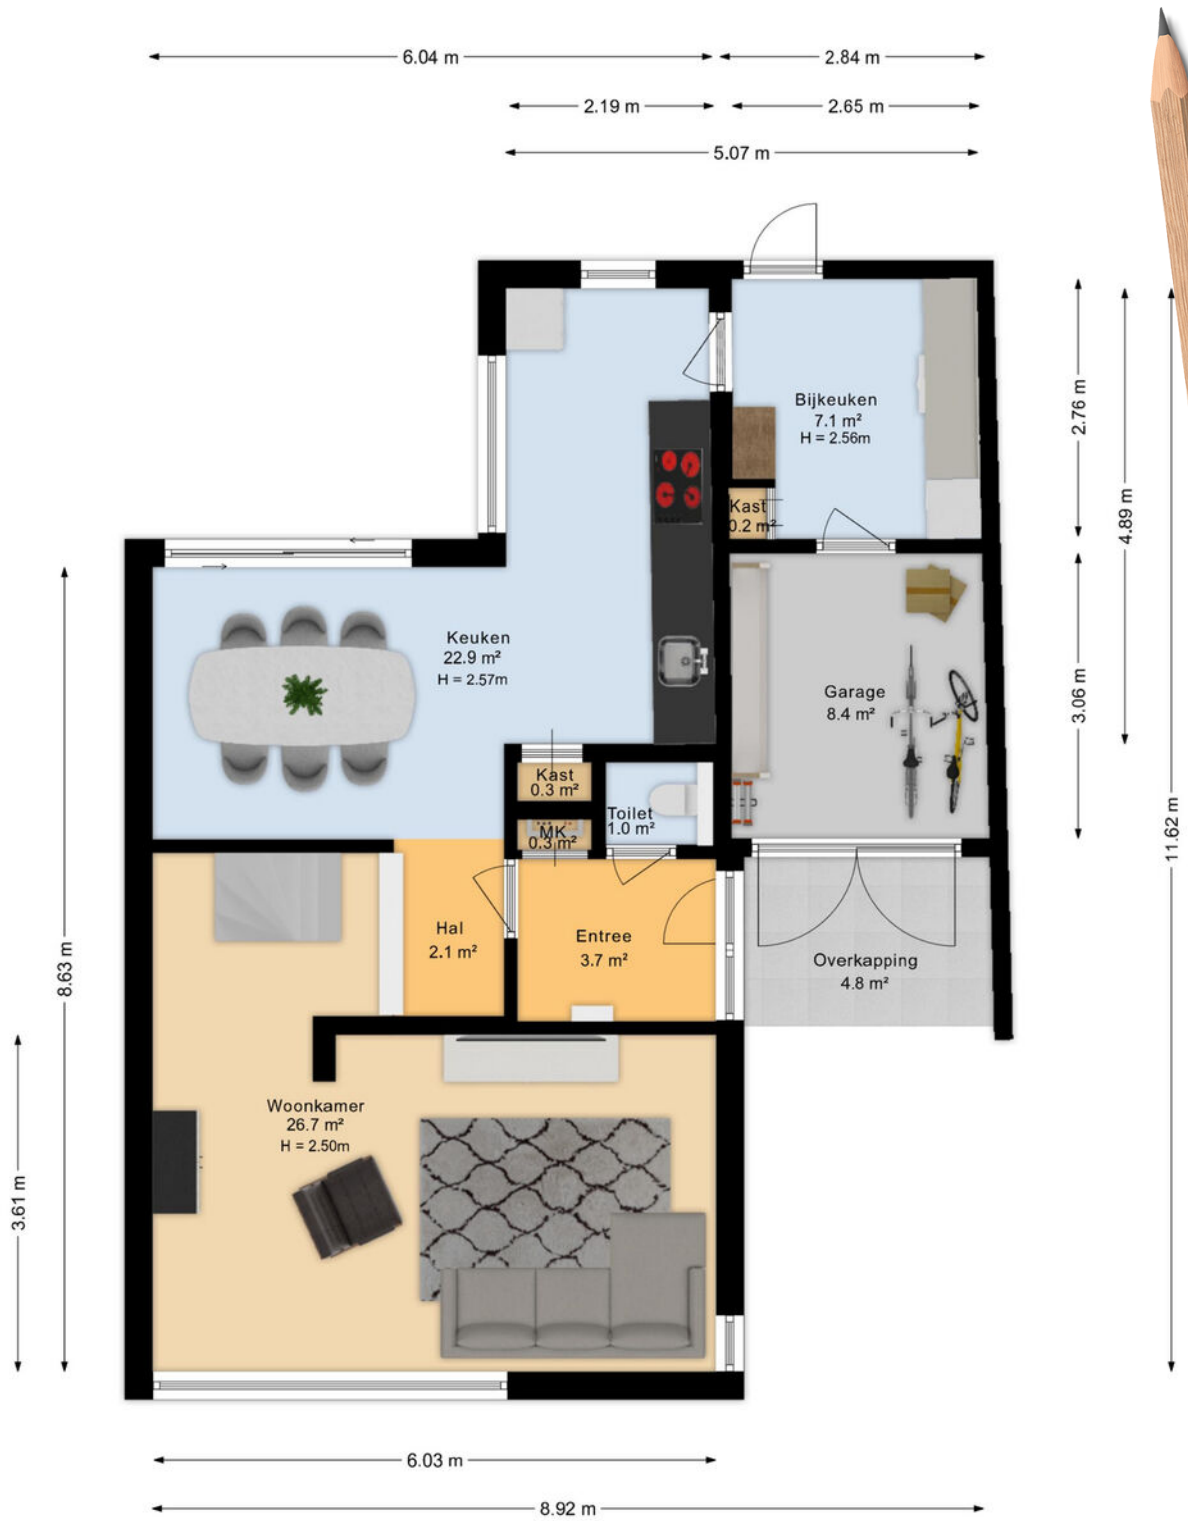 6.04 m
2.84 m
2.19 m
2.65 m
5.07 m
Bijkeuken
7.1 m²
H = 2.56m
2.76 m
4.89 m
Kast
0.2 m²
Keuken
22.9 m²
H = 2.57m
Garage
8.4 m²
3.06 m
Kast
0.3 m²
Toilet
1.0 m²
MK
0.3 m²
11.62 m
Hal
2.1 m²
Entree
3.7 m²
Overkapping
4.8 m²
8.63 m
Woonkamer
26.7 m²
H = 2.50m
3.61 m
6.03 m
8.92 m